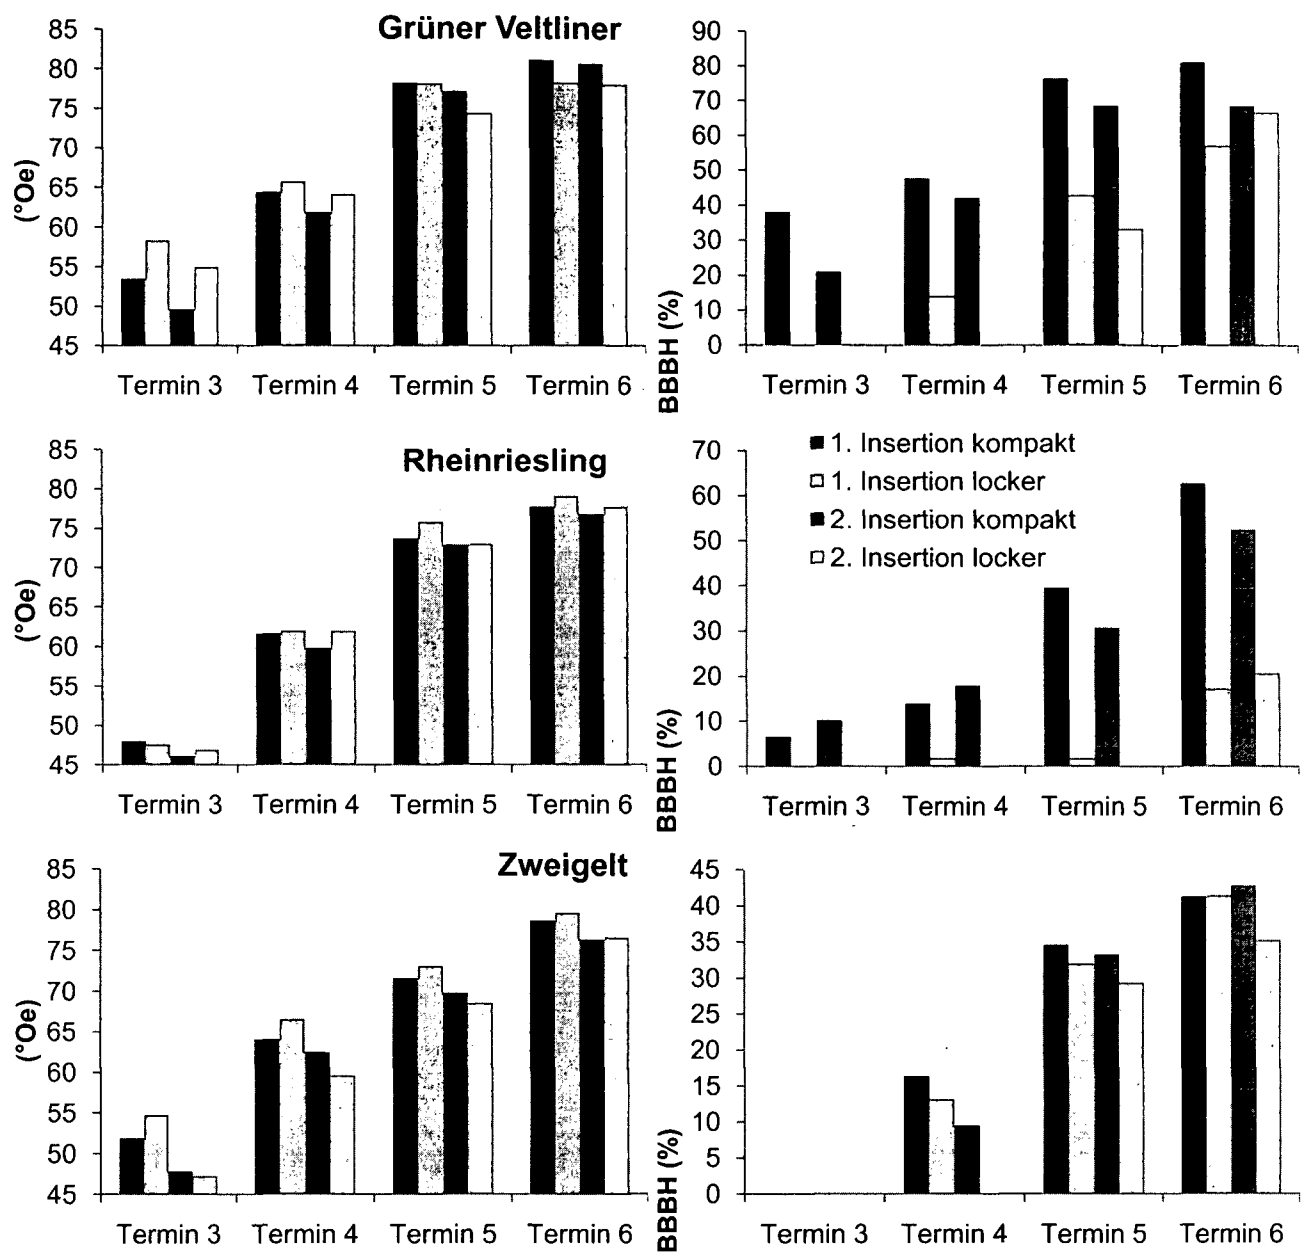 Grüner Veltliner
(°Oe)
85
80
75
70
65
60
55
50
45
Termin 3 Termin 4 Termin 5 Termin 6
BBBH (%)
90
80
70
60
50
40
30
20
10
0
Termin 3 Termin 4 Termin 5 Termin 6
Rheinriesling
(°Oe)
85
80
75
70
65
60
55
50
45
Termin 3 Termin 4 Termin 5 Termin 6
1. Insertion kompakt
1. Insertion locker
2. Insertion kompakt
2. Insertion locker
BBBH (%)
70
60
50
40
30
20
10
0
Termin 3 Termin 4 Termin 5 Termin 6
Zweigelt
(°Oe)
85
80
75
70
65
60
55
50
45
Termin 3 Termin 4 Termin 5 Termin 6
BBBH (%)
45
40
35
30
25
20
15
10
5
0
Termin 3 Termin 4 Termin 5 Termin 6